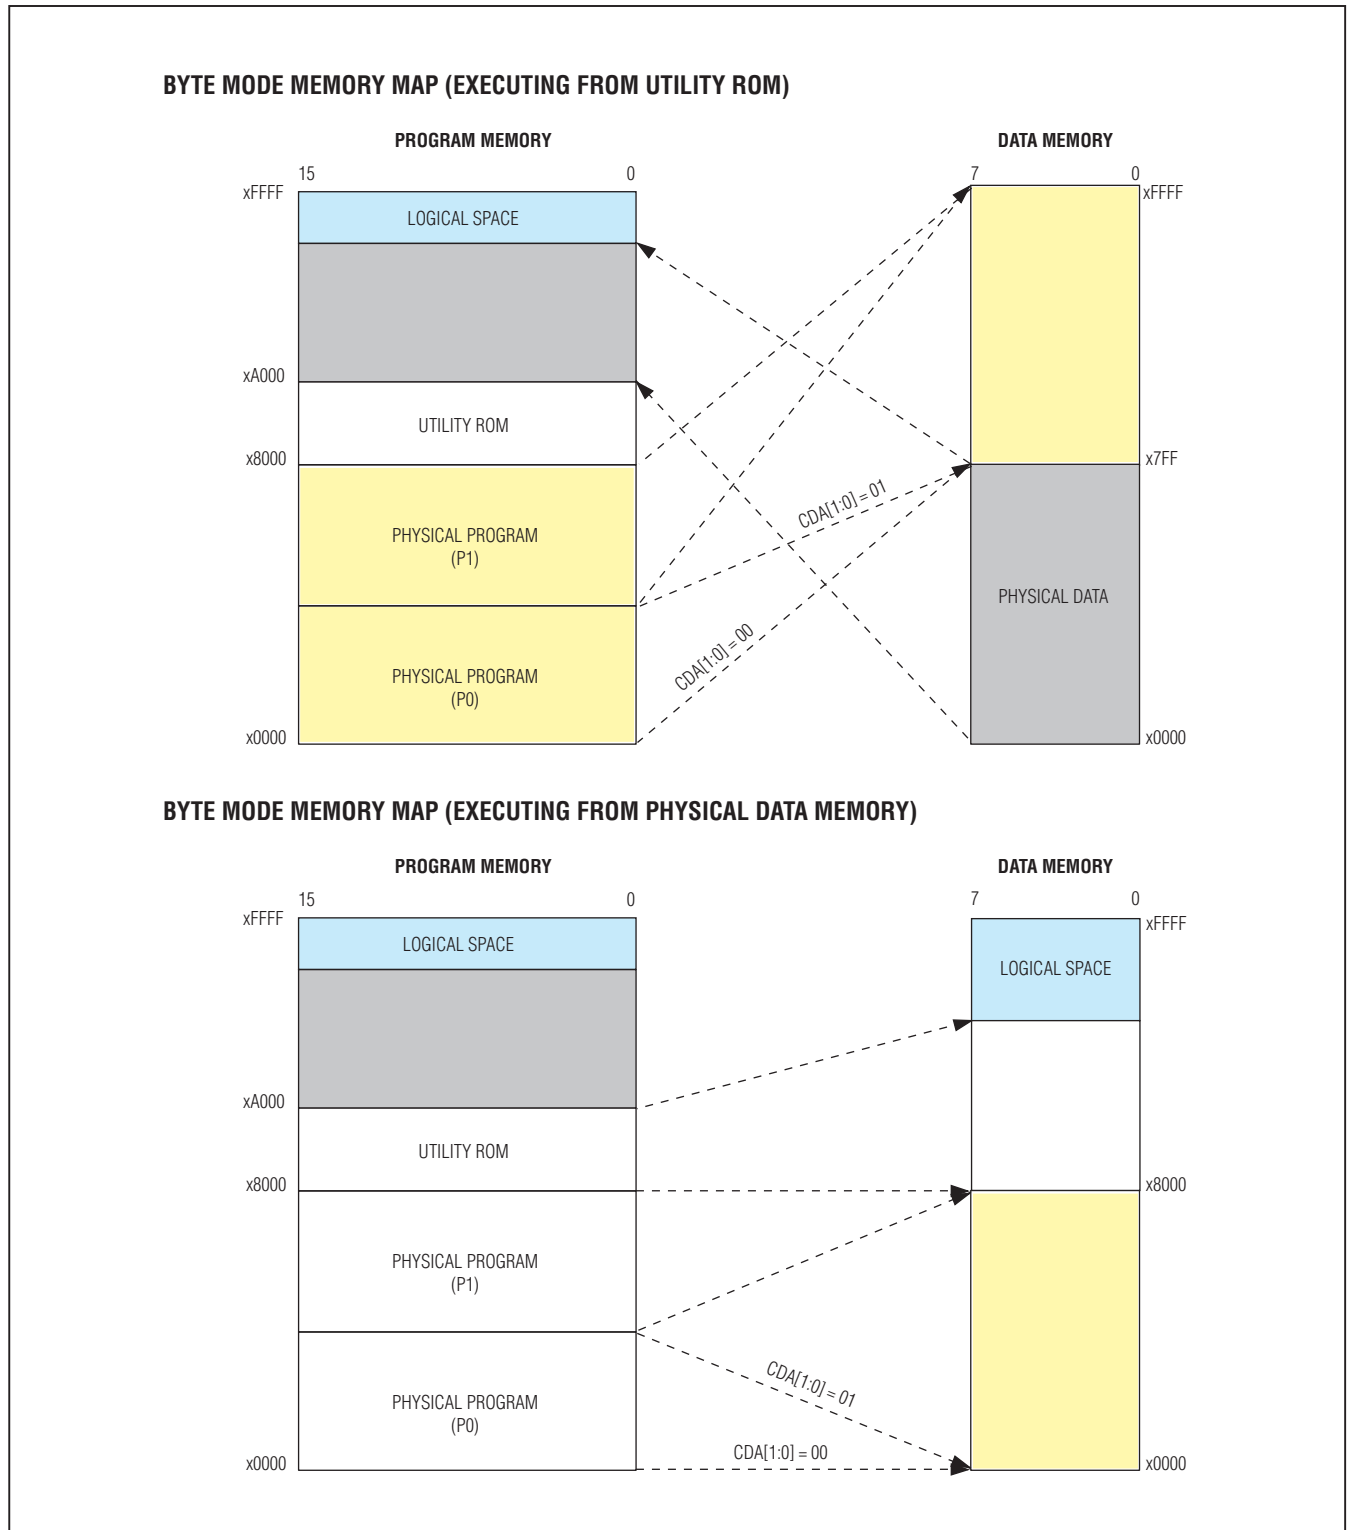 BYTE MODE MEMORY MAP (EXECUTING FROM UTILITY ROM)
PROGRAM MEMORY
DATA MEMORY
15 0
7 0
xFFFF
xFFFF
LOGICAL SPACE
xA000
UTILITY ROM
x8000
x7FF
CDA[1:0] = 01
PHYSICAL PROGRAM
(P1)
PHYSICAL DATA
CDA[1:0] = 00
PHYSICAL PROGRAM
(P0)
x0000
x0000
BYTE MODE MEMORY MAP (EXECUTING FROM PHYSICAL DATA MEMORY)
PROGRAM MEMORY
DATA MEMORY
15 0
7 0
xFFFF
xFFFF
LOGICAL SPACE
LOGICAL SPACE
xA000
UTILITY ROM
x8000
x8000
PHYSICAL PROGRAM
(P1)
CDA[1:0] = 01
PHYSICAL PROGRAM
(P0)
CDA[1:0] = 00
x0000
x0000